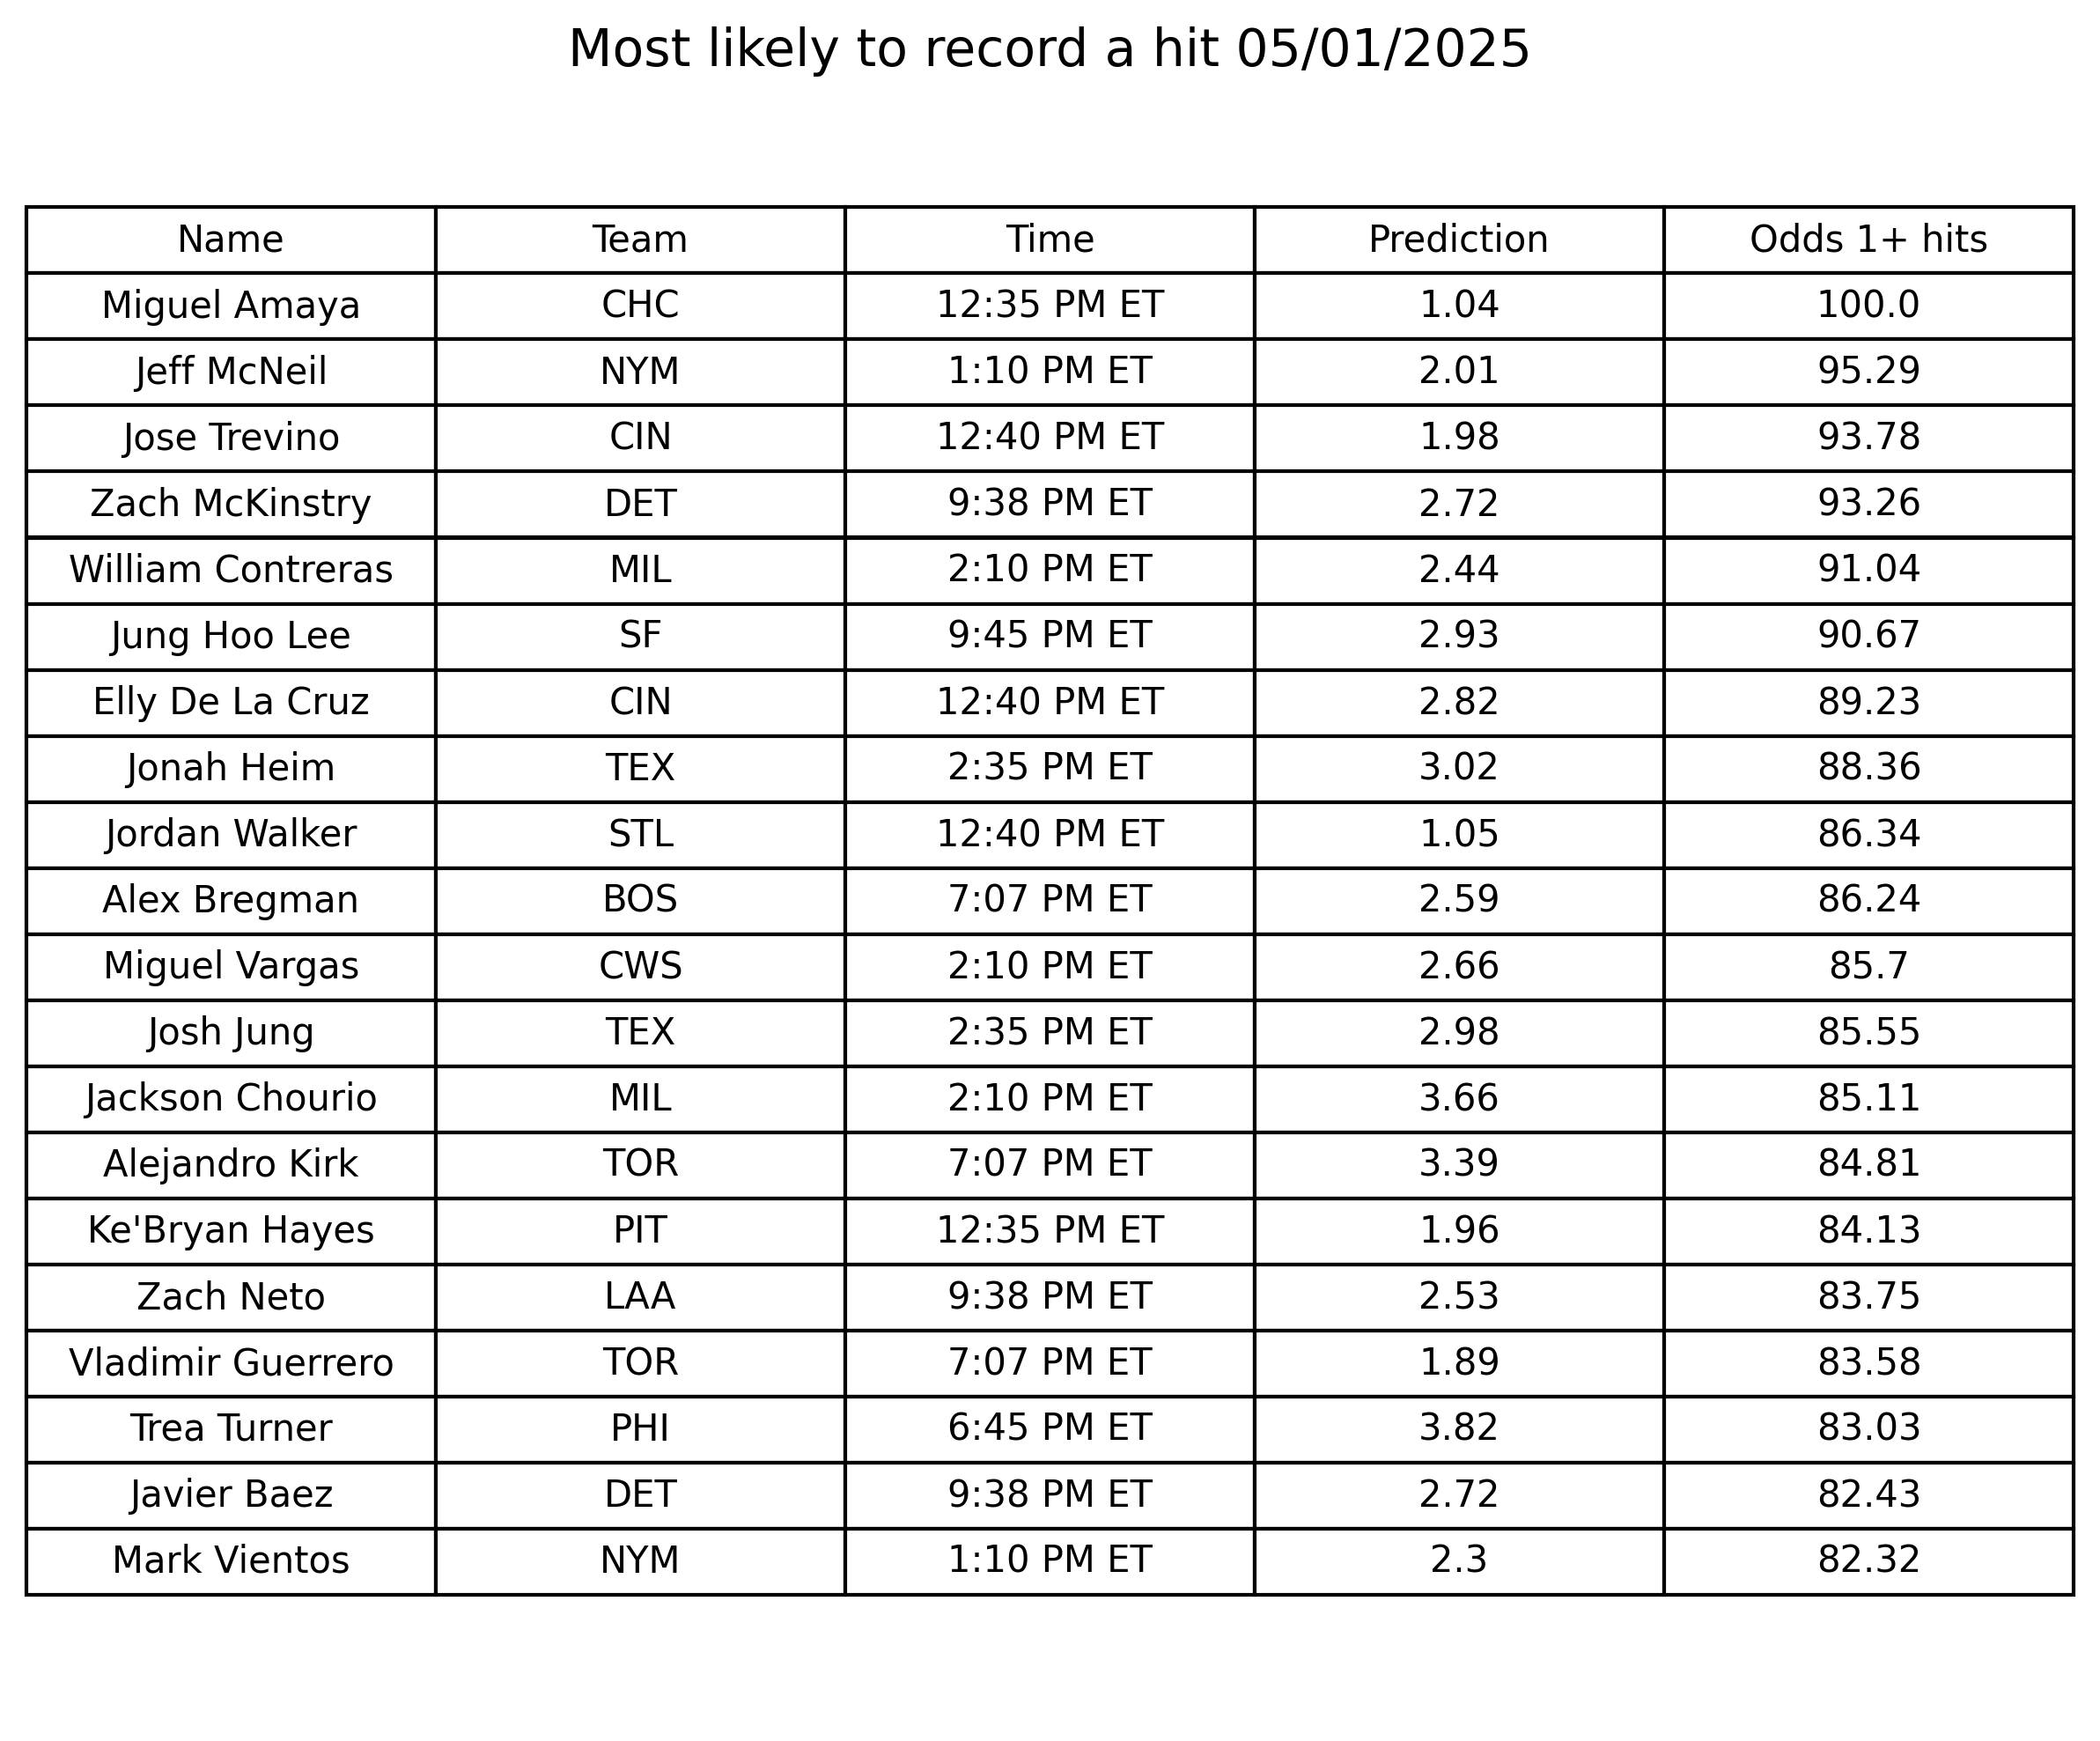 Most likely to record a hit 05/01/2025
Name Team Time Prediction Odds 1+ hits
Miguel Amaya CHC 12:35 PM ET 1.04 100.0
Jeff McNeil NYM 1:10 PM ET 2.01 95.29
Jose Trevino CIN 12:40 PM ET 1.98 93.78
Zach McKinstry DET 9:38 PM ET 2.72 93.26
William Contreras MIL 2:10 PM ET 2.44 91.04
Jung Hoo Lee SF 9:45 PM ET 2.93 90.67
Elly De La Cruz CIN 12:40 PM ET 2.82 89.23
Jonah Heim TEX 2:35 PM ET 3.02 88.36
Jordan Walker STL 12:40 PM ET 1.05 86.34
Alex Bregman BOS 7:07 PM ET 2.59 86.24
Miguel Vargas CWS 2:10 PM ET 2.66 85.7
Josh Jung TEX 2:35 PM ET 2.98 85.55
Jackson Chourio MIL 2:10 PM ET 3.66 85.11
Alejandro Kirk TOR 7:07 PM ET 3.39 84.81
Ke'Bryan Hayes PIT 12:35 PM ET 1.96 84.13
Zach Neto LAA 9:38 PM ET 2.53 83.75
Vladimir Guerrero TOR 7:07 PM ET 1.89 83.58
Trea Turner PHI 6:45 PM ET 3.82 83.03
Javier Baez DET 9:38 PM ET 2.72 82.43
Mark Vientos NYM 1:10 PM ET 2.3 82.32